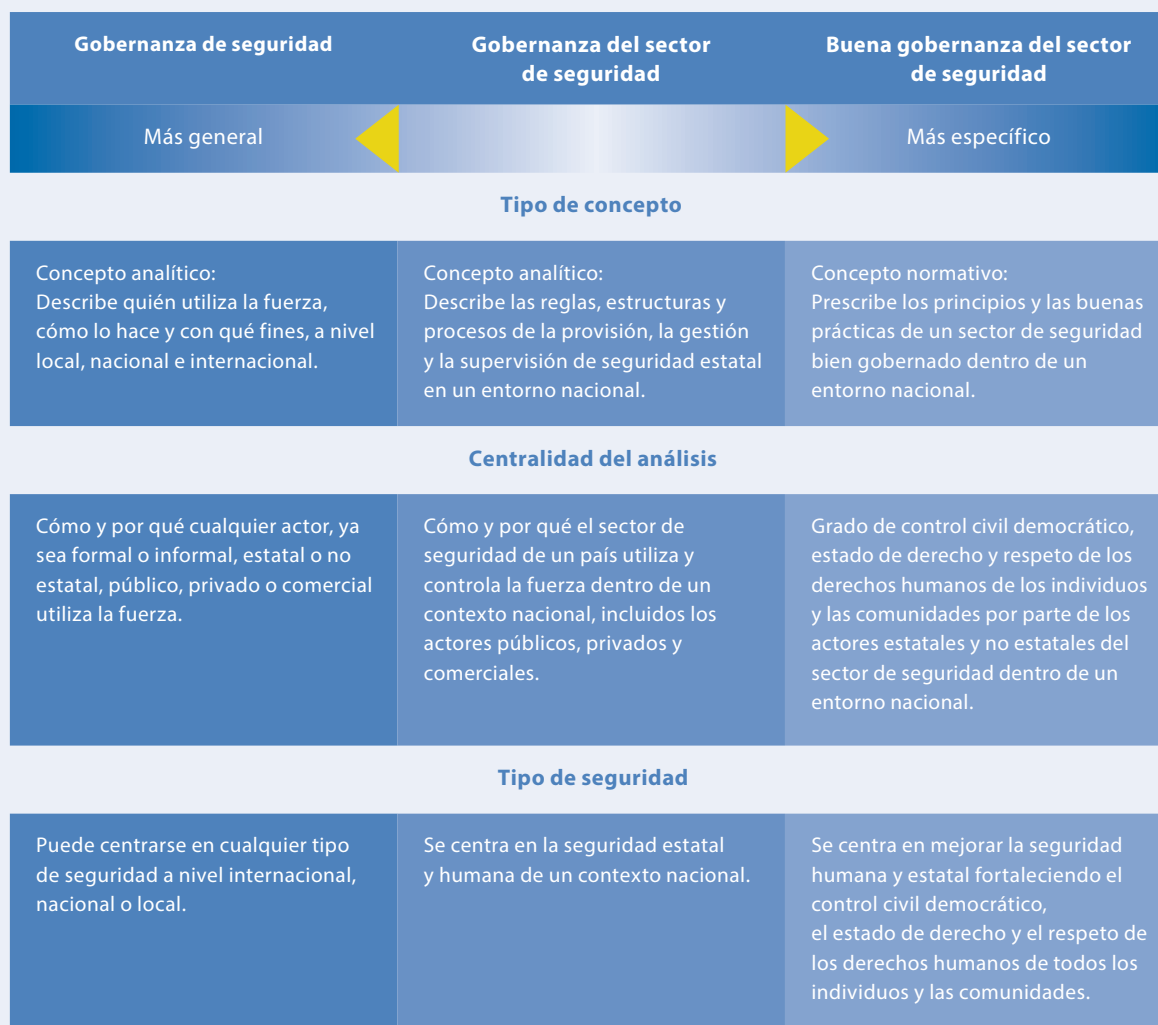 Gobernanza de seguridad
Gobernanza del sector
de seguridad
Buena gobernanza del sector
de seguridad
Más general
Más específico
Tipo de concepto
Concepto analítico:
Describe quién utiliza la fuerza,
cómo lo hace y con qué fines, a nivel
local, nacional e internacional.
Concepto analítico:
Describe las reglas, estructuras y
procesos de la provisión, la gestión
y la supervisión de seguridad estatal
en un entorno nacional.
Concepto normativo:
Prescribe los principios y las buenas
prácticas de un sector de seguridad
bien gobernado dentro de un
entorno nacional.
Centralidad del análisis
Cómo y por qué cualquier actor, ya
sea formal o informal, estatal o no
estatal, público, privado o comercial
utiliza la fuerza.
Cómo y por qué el sector de
seguridad de un país utiliza y
controla la fuerza dentro de un
contexto nacional, incluidos los
actores públicos, privados y
comerciales.
Grado de control civil democrático,
estado de derecho y respeto de los
derechos humanos de los individuos
y las comunidades por parte de los
actores estatales y no estatales del
sector de seguridad dentro de un
entorno nacional.
Tipo de seguridad
Puede centrarse en cualquier tipo
de seguridad a nivel internacional,
nacional o local.
Se centra en la seguridad estatal
y humana de un contexto nacional.
Se centra en mejorar la seguridad
humana y estatal fortaleciendo el
control civil democrático,
el estado de derecho y el respeto de
los derechos humanos de todos los
individuos y las comunidades.